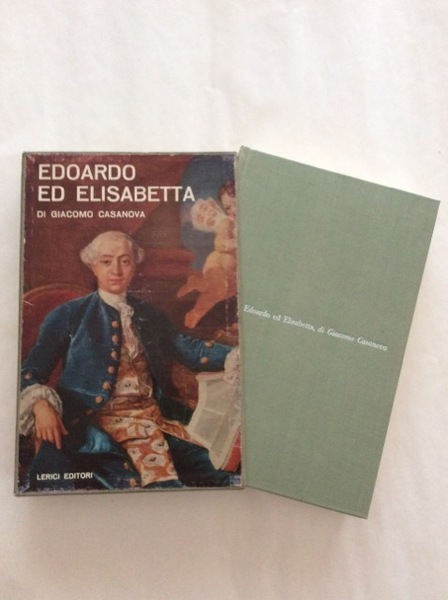 EDOARDO
ED ELISABETTA
DI GIACOMO CASANOVA
LERICI EDITORI
Edoardo ed Elisabetta, di Giacomo Casanova